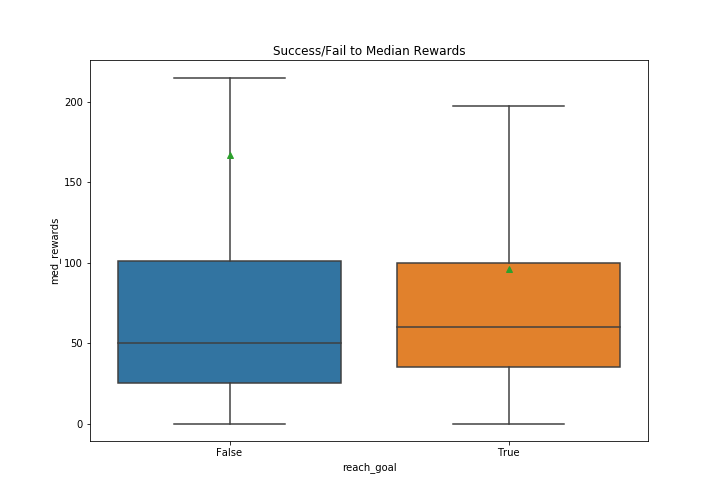 Success/Fail to Median Rewards
200
150
100
50
0
med_rewards
False
True
reach_goal